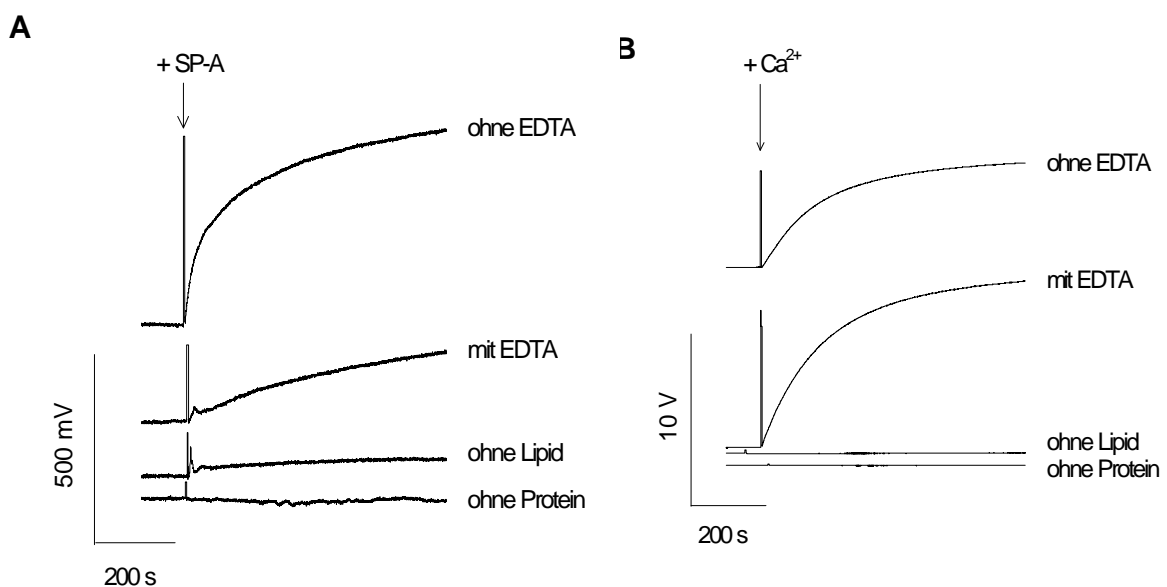 A
+ SP-A
ohne EDTA
mit EDTA
ohne Lipid
ohne Protein
500 mV
200 s
B
+ Ca²⁺
ohne EDTA
mit EDTA
ohne Lipid
ohne Protein
10 V
200 s